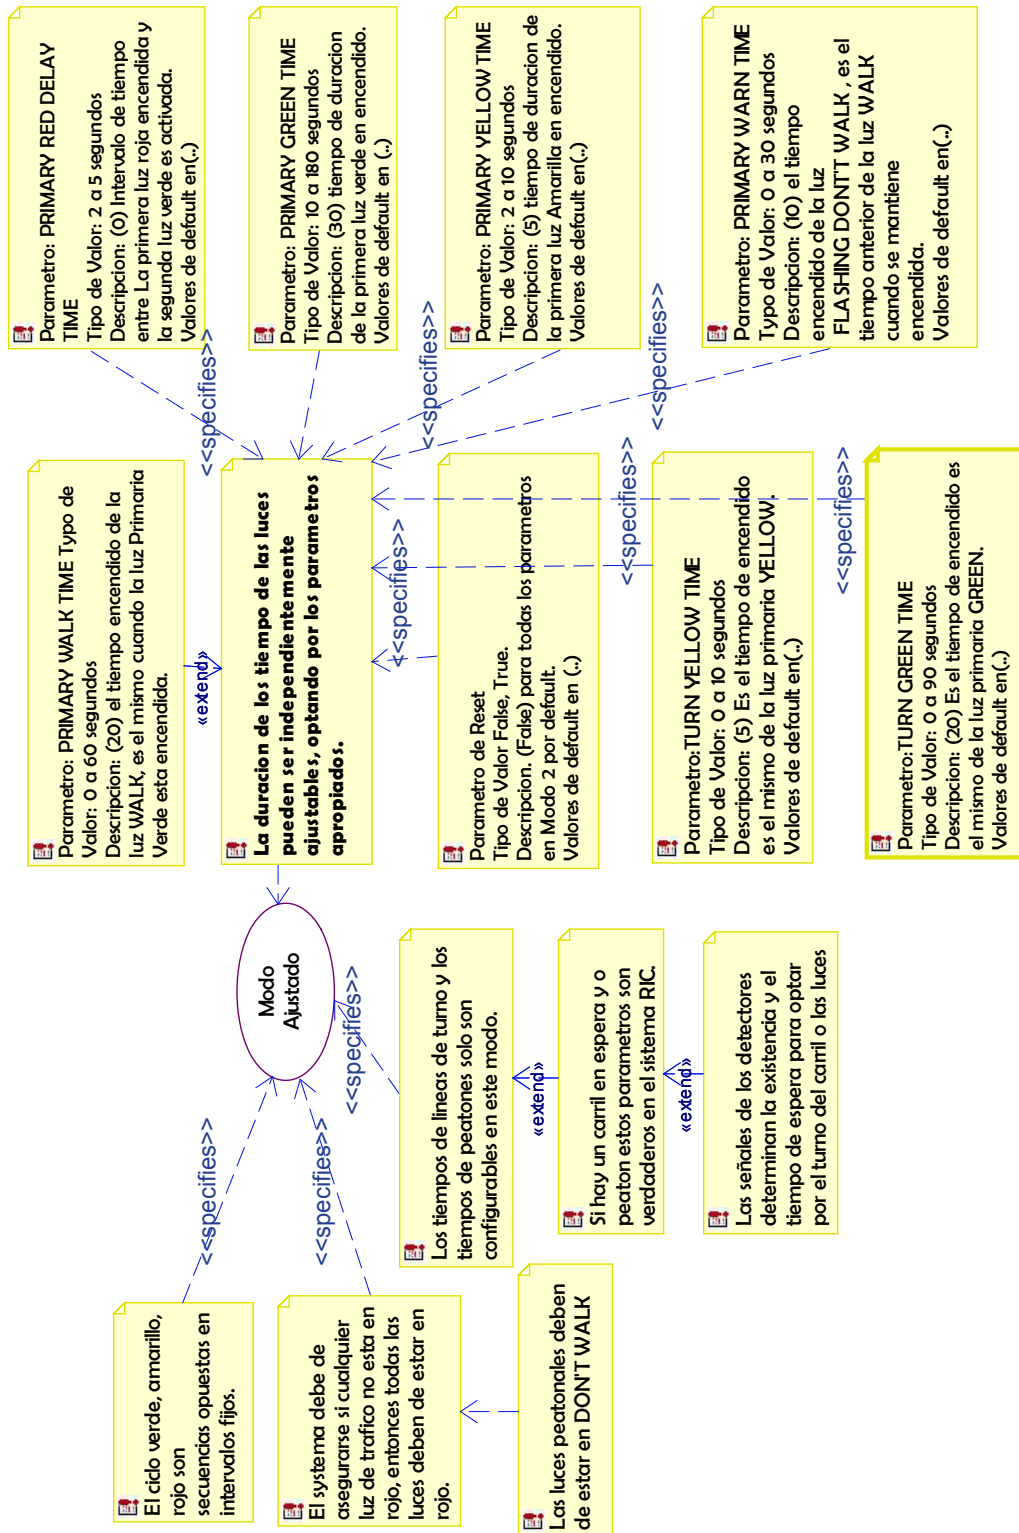 Parametro: PRIMARY RED DELAY
TIME
Tipo de Valor: 2 a 5 segundos
Descripcion: (0) Intervalo de tiempo
entre La primera luz roja encendida y
la segunda luz verde es activada.
Valores de default en(..)
<<specifies>>
Parametro: PRIMARY GREEN TIME
Tipo de Valor: 10 a 180 segundos
Descripcion: (30) tiempo de duracion
de la primera luz verde en encendido.
Valores de default en (..)
Parametro: PRIMARY YELLOW TIME
Tipo de Valor: 2 a 10 segundos
Descripcion: (5) tiempo de duracion de
la primera luz Amarilla en encendido.
Valores de default en(..)
<<specifies>>
Parametro: PRIMARY WARN TIME
Typo de Valor: 0 a 30 segundos
Descripcion: (10) el tiempo
encendido de la luz
FLASHING DON'T WALK , es el
tiempo anterior de la luz WALK
cuando se mantiene
encendida.
Valores de default en(..)
<<specifies>>
Parametro: PRIMARY WALK TIME Typo de
Valor: 0 a 60 segundos
Descripcion: (20) el tiempo encendido de la
luz WALK, es el mismo cuando la luz Primaria
Verde esta encendida.
«extend»
La duracion de los tiempo de las luces
pueden ser independientemente
ajustables, optando por los parametros
apropiados.
<<specifies>>
Parametro de Reset
Tipo de Valor False, True.
Descripcion. (False) para todas los parametros
en Modo 2 por default.
Valores de default en (..)
<<specifies>>
Parametro:TURN YELLOW TIME
Tipo de Valor: 0 a 10 segundos
Descripcion: (5) Es el tiempo de encendido
es el mismo de la luz primaria YELLOW.
Valores de default en(..)
<<specifies>>
Parametro:TURN GREEN TIME
Tipo de Valor: 0 a 90 segundos
Descripcion: (20) Es el tiempo de encendido es
el mismo de la luz primaria GREEN.
Valores de default en(..)
Modo
Ajustado
<<specifies>>
Los tiempos de lineas de turno y los
tiempos de peatones solo son
configurables en este modo.
«extend»
Si hay un carril en espera y o
peaton estos parametros son
verdaderos en el sistema RIC.
«extend»
Las señales de los detectores
determinan la existencia y el
tiempo de espera para optar
por el turno del carril o las luces
<<specifies>>
El ciclo verde, amarillo,
rojo son
secuencias opuestas en
intervalos fijos.
<<specifies>>
El systema debe de
asegurarse si cualquier
luz de trafico no esta en
rojo, entonces todas las
luces deben de estar en
rojo.
Las luces peatonales deben
de estar en DON'T WALK